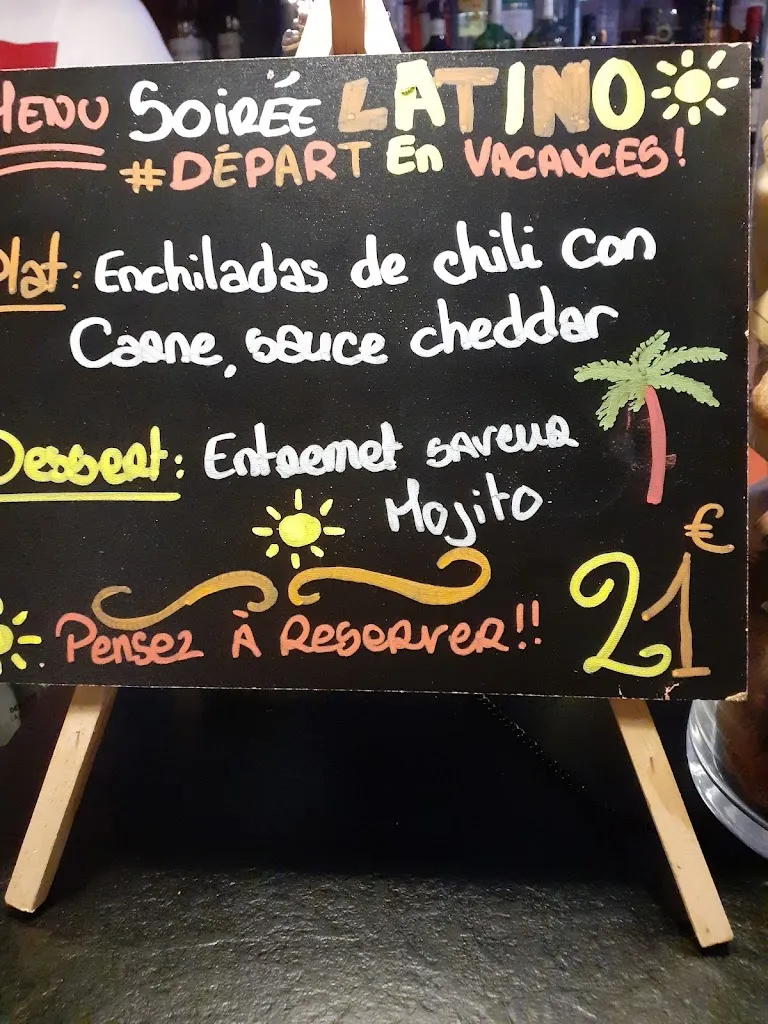 MENU SOIRÉE LATINO
#DÉPART En VACANCES!
Plat: Enchiladas de chili con
Carne, sauce cheddar
Dessert: Entremet saveur
Mojito
€
Pensez À Reserver!! 21